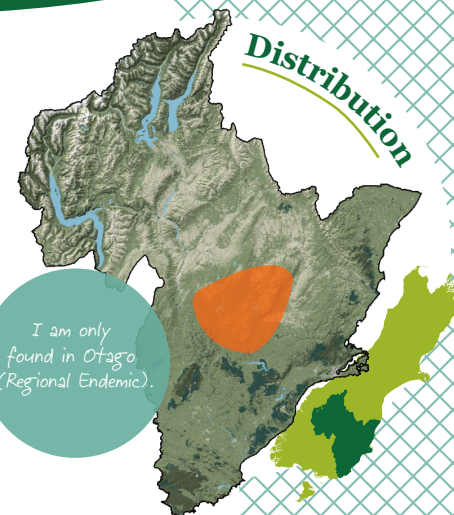 Distribution
I am only
found in Otago
(Regional Endemic).